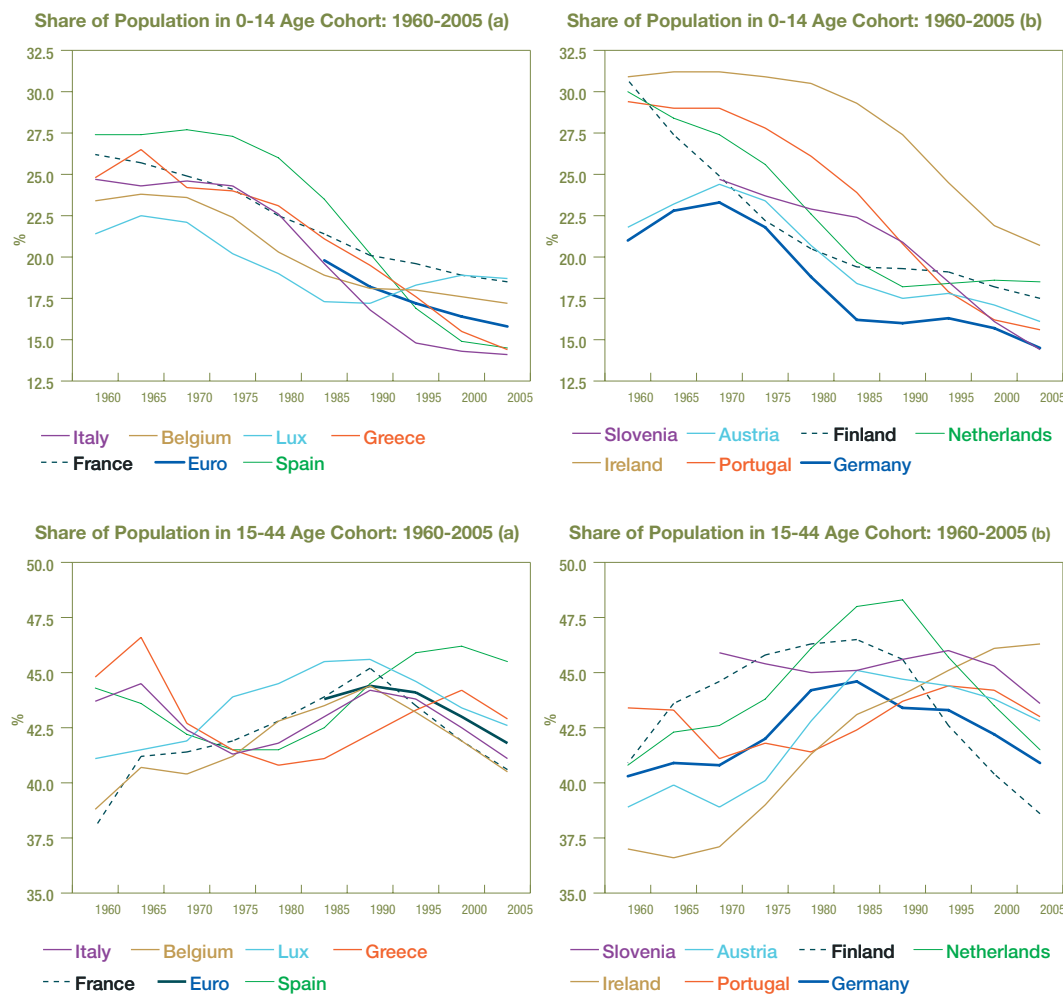 Share of Population in 0-14 Age Cohort: 1960-2005 (a)
32.5
30.0
27.5
25.0
22.5
20.0
17.5
15.0
12.5
%
1960 1965 1970 1975 1980 1985 1990 1995 2000 2005
Italy Belgium Lux Greece
France Euro Spain
Share of Population in 0-14 Age Cohort: 1960-2005 (b)
32.5
30.0
27.5
25.0
22.5
20.0
17.5
15.0
12.5
%
1960 1965 1970 1975 1980 1985 1990 1995 2000 2005
Slovenia Austria Finland Netherlands
Ireland Portugal Germany
Share of Population in 15-44 Age Cohort: 1960-2005 (a)
50.0
47.5
45.0
42.5
40.0
37.5
35.0
%
1960 1965 1970 1975 1980 1985 1990 1995 2000 2005
Italy Belgium Lux Greece
France Euro Spain
Share of Population in 15-44 Age Cohort: 1960-2005 (b)
50.0
47.5
45.0
42.5
40.0
37.5
35.0
%
1960 1965 1970 1975 1980 1985 1990 1995 2000 2005
Slovenia Austria Finland Netherlands
Ireland Portugal Germany